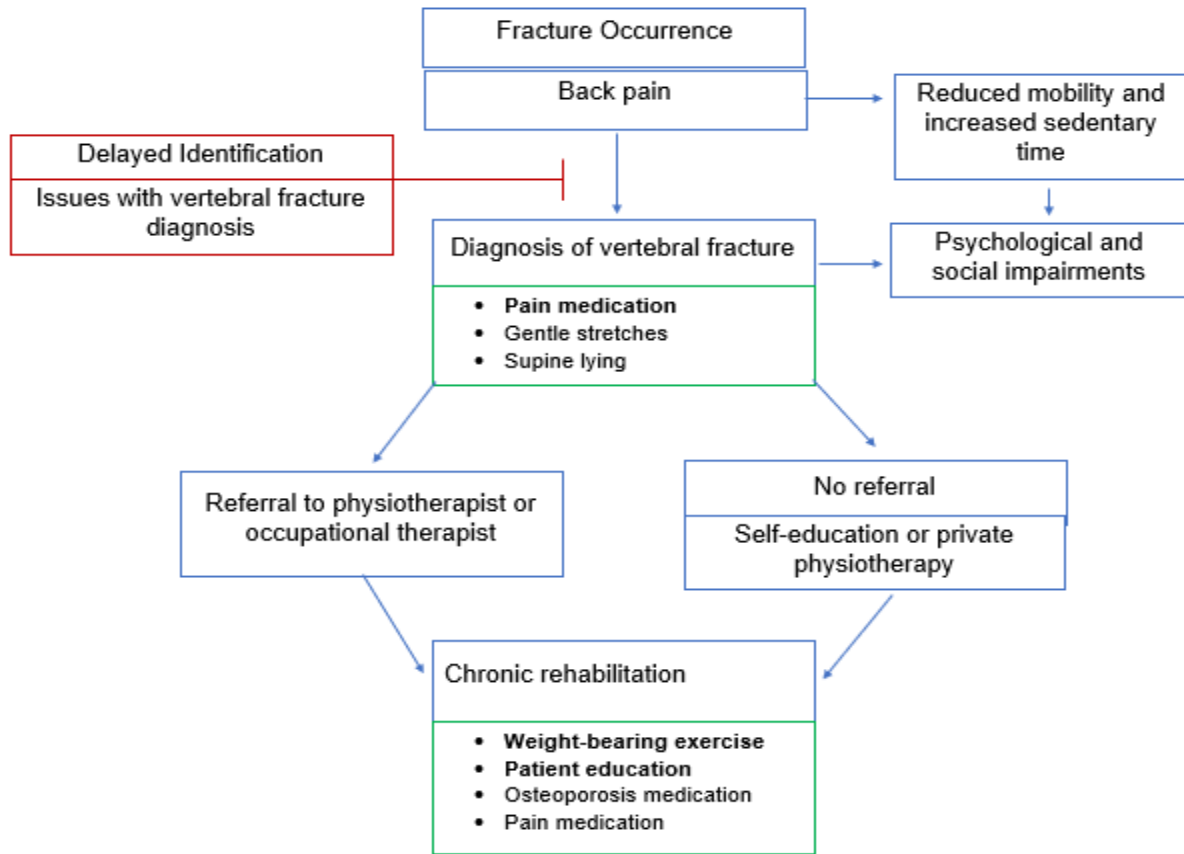 Fracture Occurrence
Back pain
Reduced mobility and
increased sedentary
time
Delayed Identification
Issues with vertebral fracture
diagnosis
Diagnosis of vertebral fracture
• Pain medication
• Gentle stretches
• Supine lying
Psychological and
social impairments
Referral to physiotherapist or
occupational therapist
No referral
Self-education or private
physiotherapy
Chronic rehabilitation
• Weight-bearing exercise
• Patient education
• Osteoporosis medication
• Pain medication